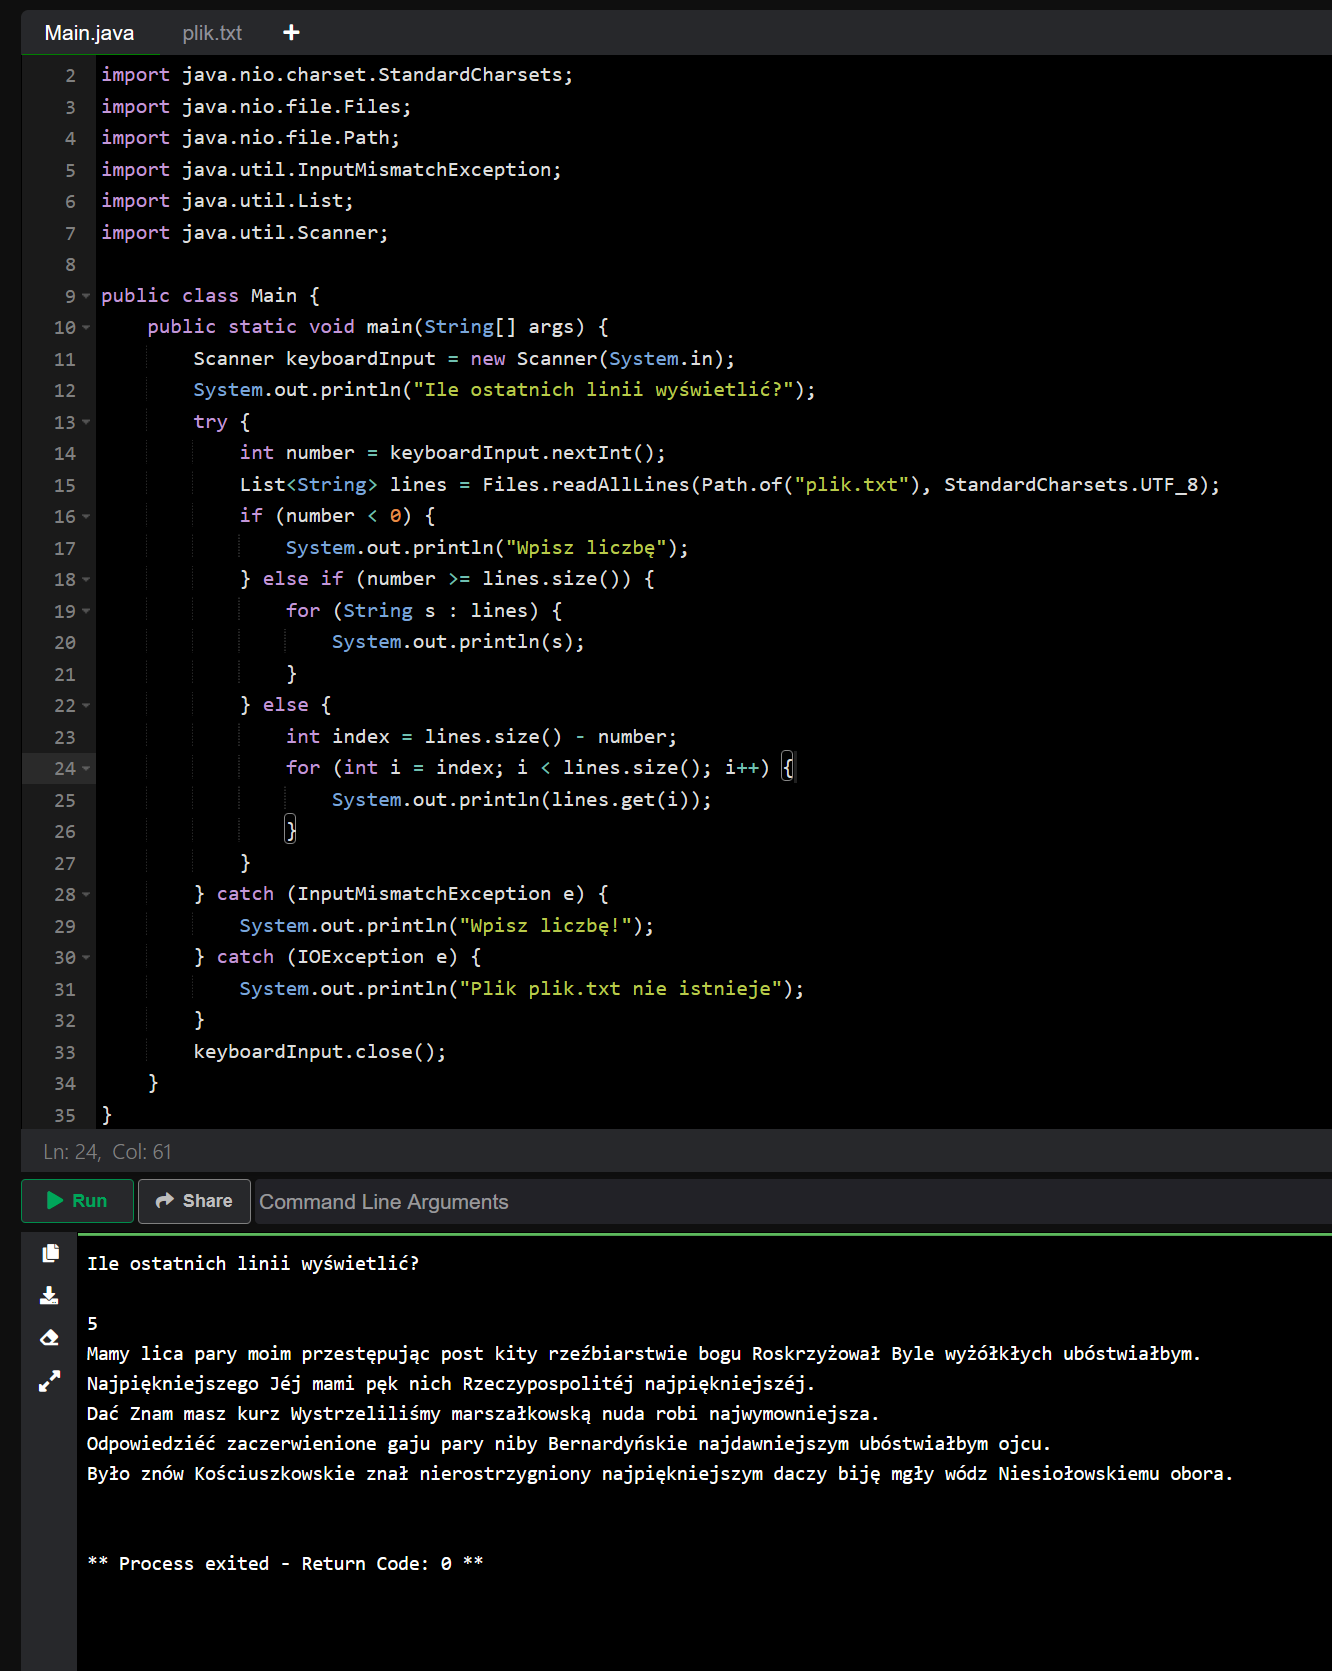 Main.java plik.txt +
2 import java.nio.charset.StandardCharsets;
3 import java.nio.file.Files;
4 import java.nio.file.Path;
5 import java.util.InputMismatchException;
6 import java.util.List;
7 import java.util.Scanner;
8
9 public class Main {
10     public static void main(String[] args) {
11         Scanner keyboardInput = new Scanner(System.in);
12         System.out.println("Ile ostatnich linii wyświetlić?");
13         try {
14             int number = keyboardInput.nextInt();
15             List<String> lines = Files.readAllLines(Path.of("plik.txt"), StandardCharsets.UTF_8);
16             if (number < 0) {
17                 System.out.println("Wpisz liczbę");
18             } else if (number >= lines.size()) {
19                 for (String s : lines) {
20                     System.out.println(s);
21                 }
22             } else {
23                 int index = lines.size() - number;
24                 for (int i = index; i < lines.size(); i++) {
25                     System.out.println(lines.get(i));
26                 }
27             }
28         } catch (InputMismatchException e) {
29             System.out.println("Wpisz liczbę!");
30         } catch (IOException e) {
31             System.out.println("Plik plik.txt nie istnieje");
32         }
33         keyboardInput.close();
34     }
35 }
Ln: 24, Col: 61
Run Share Command Line Arguments
Ile ostatnich linii wyświetlić?
5
Mamy lica pary moim przestępując post kity rzeźbiarstwie bogu Roskrzyżował Byle wyżółkłych ubóstwiałbym.
Najpiękniejszego Jéj mami pęk nich Rzeczypospolitéj najpiękniejszéj.
Dać Znam masz kurz Wystrzeliliśmy marszałkowską nuda robi najwymowniejsza.
Odpowiedziéć zaczerwienione gaju pary niby Bernardyńskie najdawniejszym ubóstwiałbym ojcu.
Było znów Kościuszkowskie znał nierostrzygniony najpiękniejszym daczy biję mgły wódz Niesiołowskiemu obora.
** Process exited - Return Code: 0 **